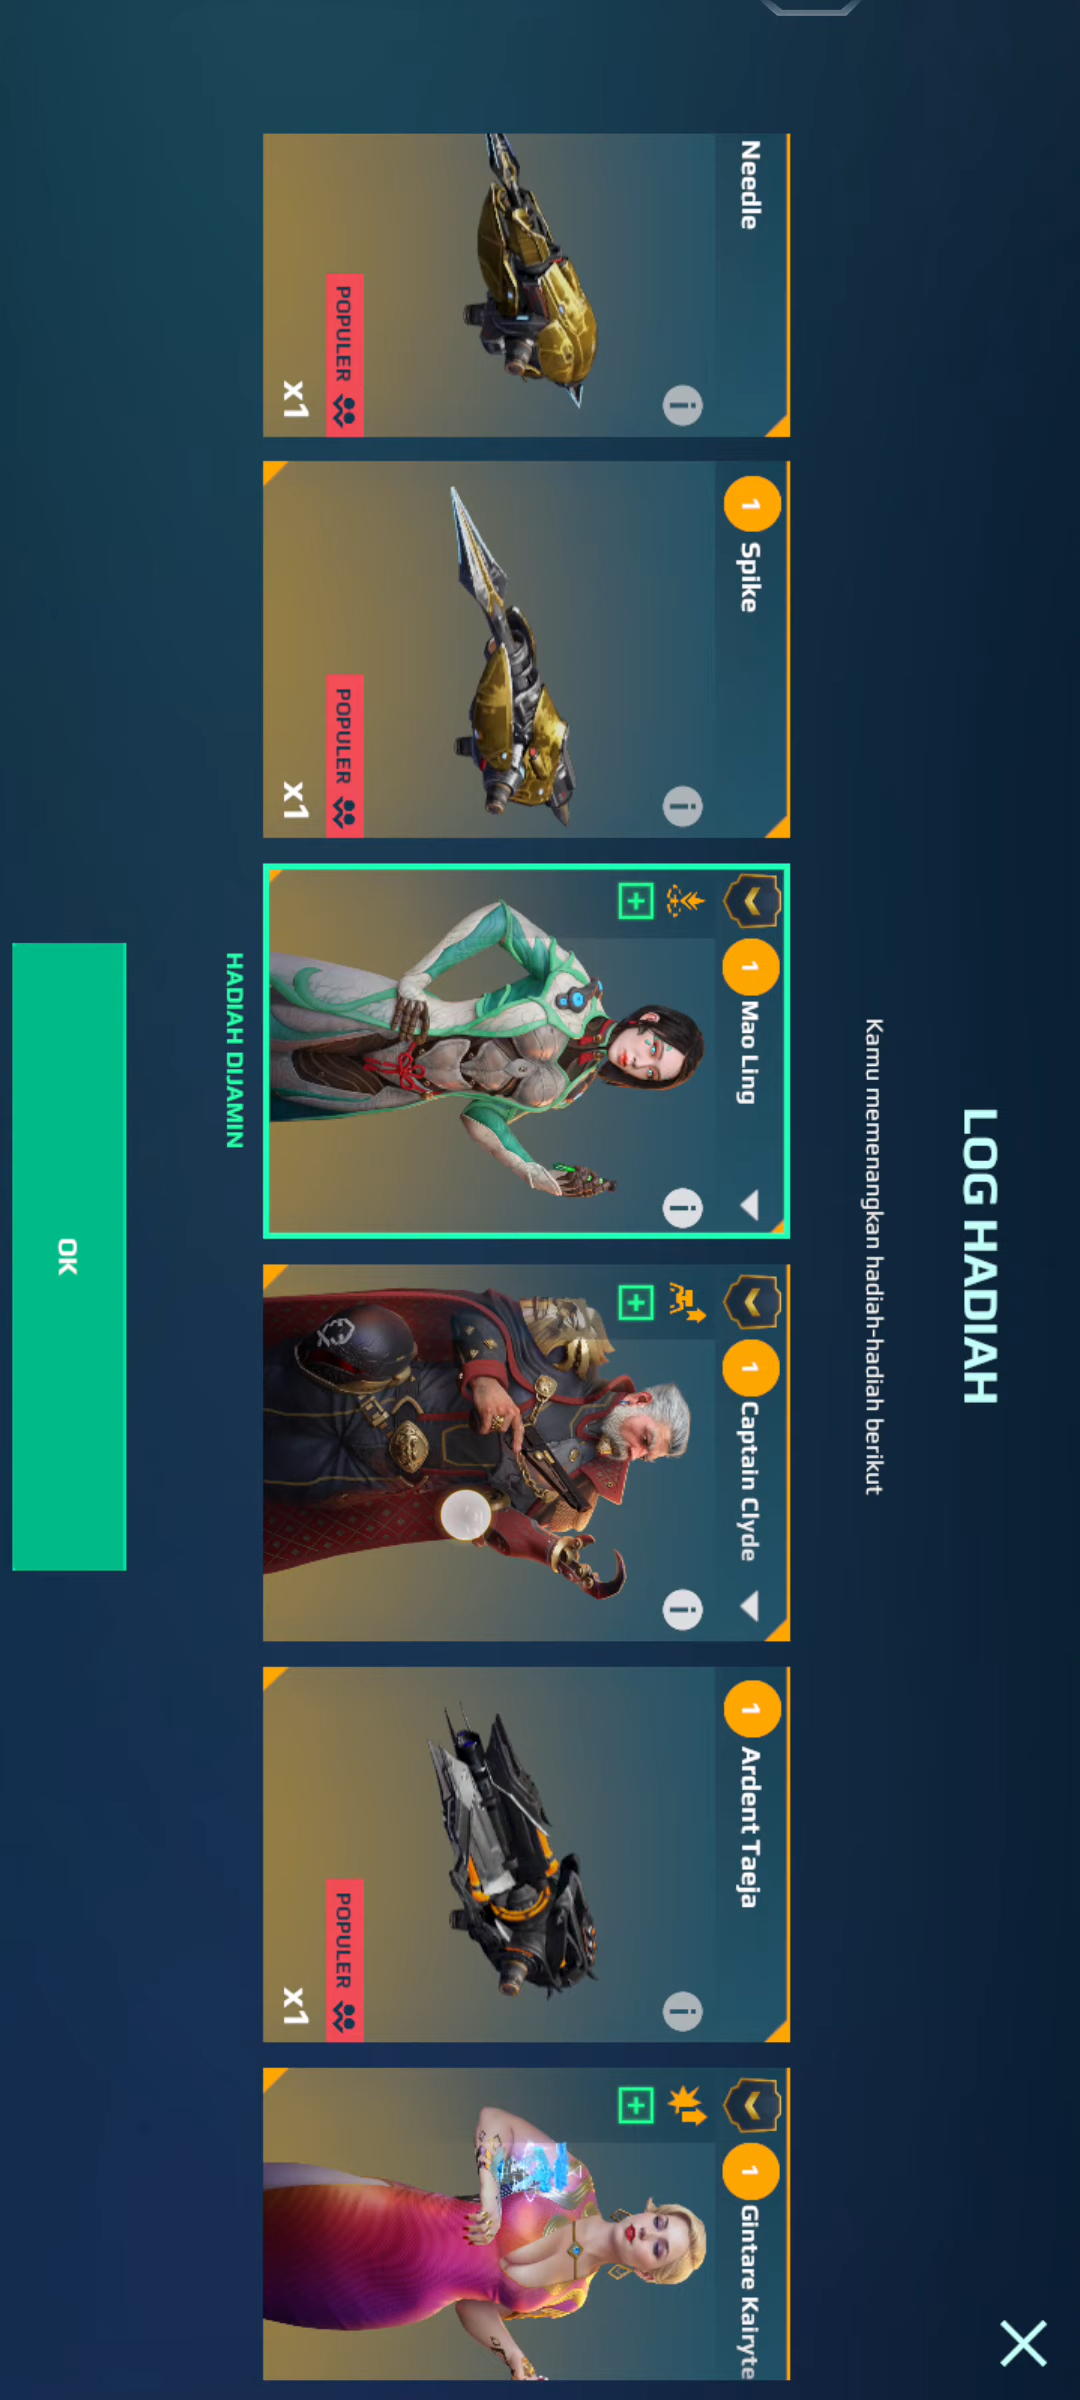 LOG HADIAH
Kamu memenangkan hadiah-hadiah berikut
Needle
POPULER
x1
1 Spike
POPULER
x1
1 Mao Ling
HADIAH DIJAMIN
1 Captain Clyde
1 Ardent Taeja
POPULER
x1
1 Gintare Kairyte
OK